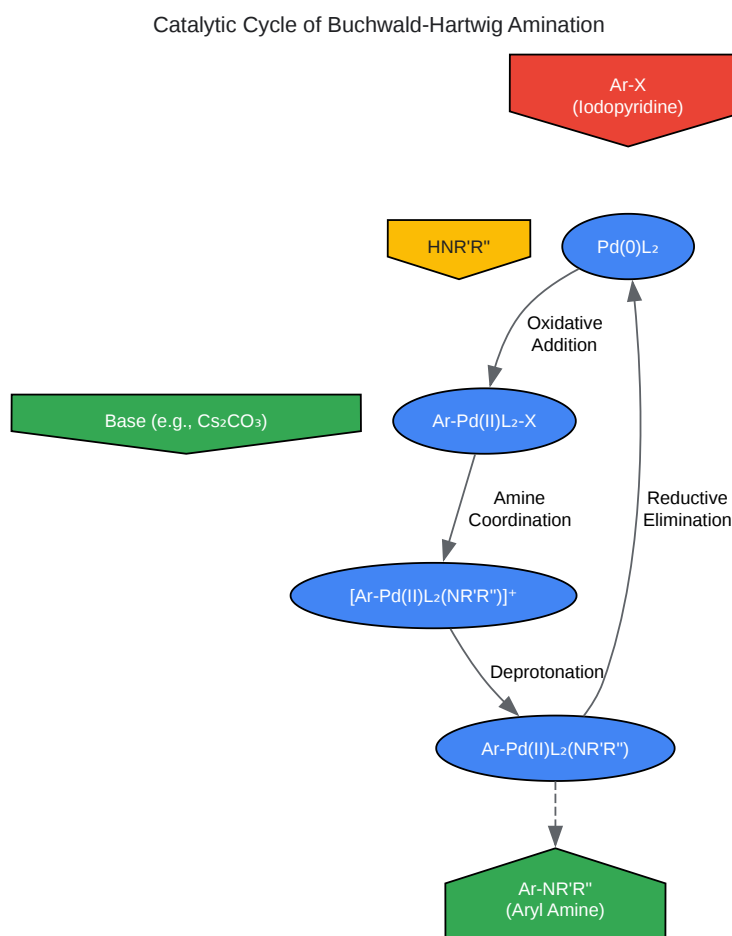 Catalytic Cycle of Buchwald-Hartwig Amination
Ar-X
(Iodopyridine)
HNR'R"
Pd(0)L₂
Oxidative
Addition
Base (e.g., Cs₂CO₃)
Ar-Pd(II)L₂-X
Amine
Coordination
Reductive
Elimination
[Ar-Pd(II)L₂(NR'R")]⁺
Deprotonation
Ar-Pd(II)L₂(NR'R")
Ar-NR'R"
(Aryl Amine)